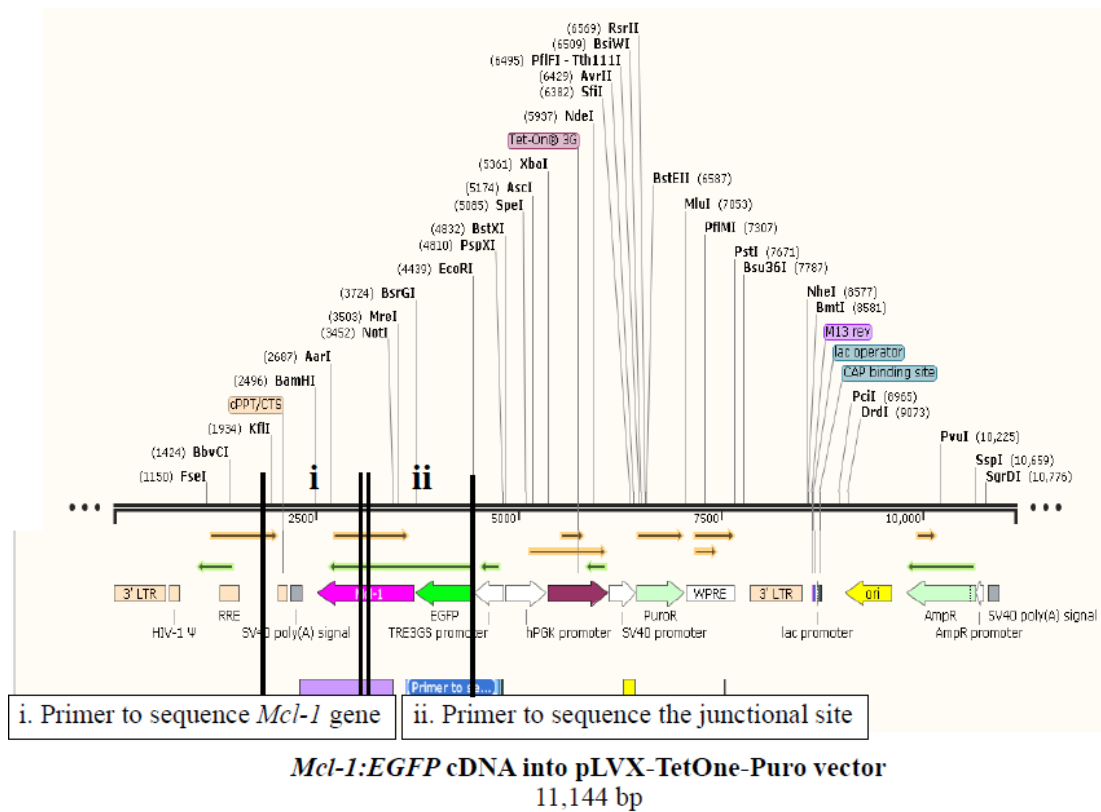 (6569) RsrII
(6509) BsiWI
(6495) PflFI - Tth111I
(6429) AvrII
(6382) SfiI
(5937) NdeI
Tet-On® 3G
(5361) XbaI
(5174) AscI
(5085) SpeI
(4832) BstXI
(4810) PspXI
(4439) EcoRI
(3724) BsrGI
(3503) MreI
(3452) NotI
(2687) AarI
(2496) BamHI
cPPT/CTS
(1934) KflI
(1424) BbvCI
(1150) FseI
BstEII (6587)
MluI (7053)
PflMI (7307)
PstI (7671)
Bsu36I (7787)
NheI (8577)
BmtI (8581)
M13 rev
lac operator
CAP binding site
PciI (8965)
DrdI (9073)
PvuI (10,225)
SspI (10,659)
SgrDI (10,776)
i ii
2500 5000 7500 10,000
3' LTR RRE Mcl-1 EGFP PuroR WPRE 3' LTR ori AmpR
HIV-1 Ψ SV40 poly(A) signal TRE3GS promoter hPGK promoter SV40 promoter lac promoter AmpR promoter SV40 poly(A) signal
Primer to se...
i. Primer to sequence Mcl-1 gene
ii. Primer to sequence the junctional site
Mcl-1:EGFP cDNA into pLVX-TetOne-Puro vector
11,144 bp